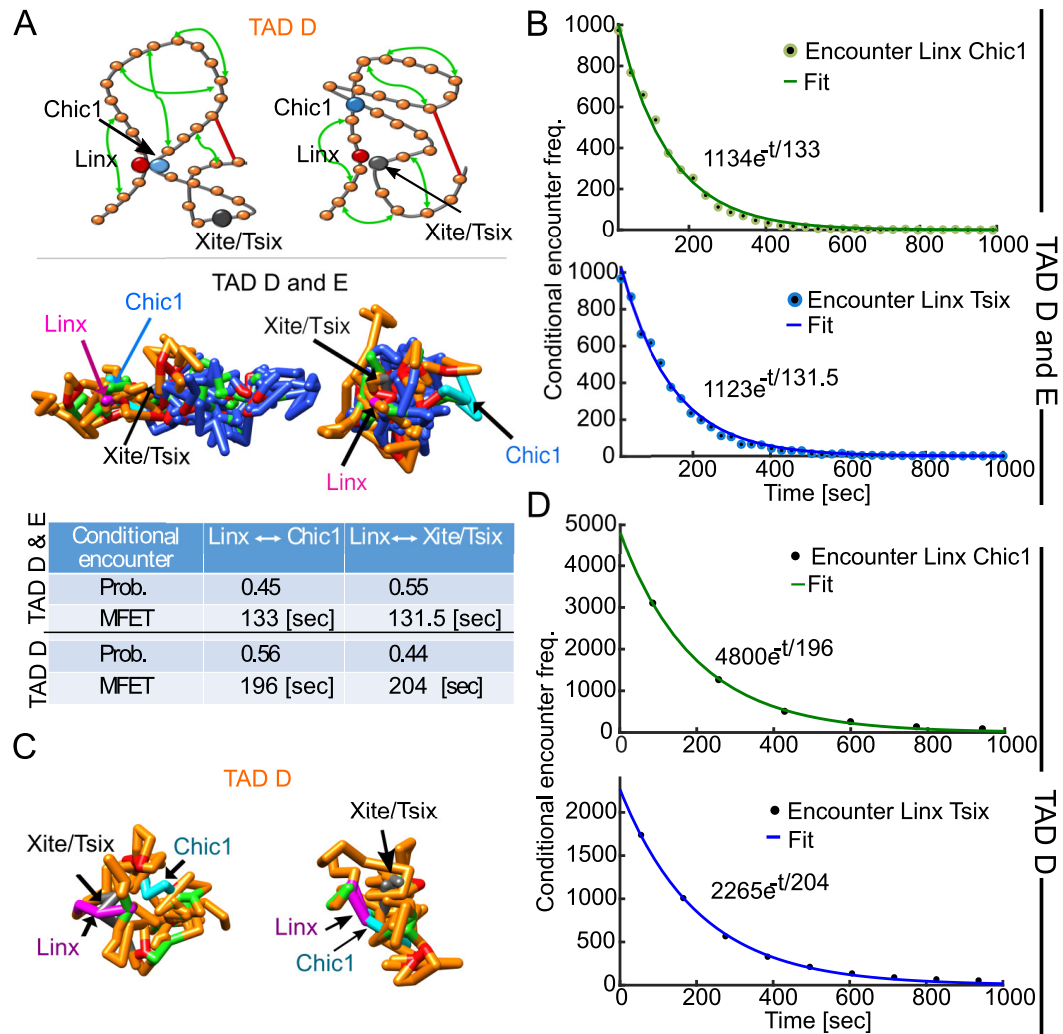 A
TAD D
Chic1
Linx
Xite/Tsix
Chic1
Linx
Xite/Tsix
TAD D and E
Linx
Chic1
Xite/Tsix
Xite/Tsix
Linx
Chic1
TAD D & E
Conditional encounter
Linx ↔ Chic1
Linx↔ Xite/Tsix
Prob.
0.45
0.55
MFET
133 [sec]
131.5 [sec]
TAD D
Prob.
0.56
0.44
MFET
196 [sec]
204 [sec]
C
TAD D
Xite/Tsix
Chic1
Linx
Xite/Tsix
Linx
Chic1
B
Conditional encounter freq.
1000
800
600
400
200
0
Encounter Linx Chic1
Fit
1134e-t/133
200 400 600 800 1000
1000
800
600
400
200
0
Encounter Linx Tsix
Fit
1123e-t/131.5
200 400 600 800 1000
Time [sec]
TAD D and E
D
Conditional encounter freq.
5000
4000
3000
2000
1000
0
Encounter Linx Chic1
Fit
4800e-t/196
0 200 400 600 800 1000
2000
1500
1000
500
0
Encounter Linx Tsix
Fit
2265e-t/204
0 200 400 600 800 1000
Time [sec]
TAD D